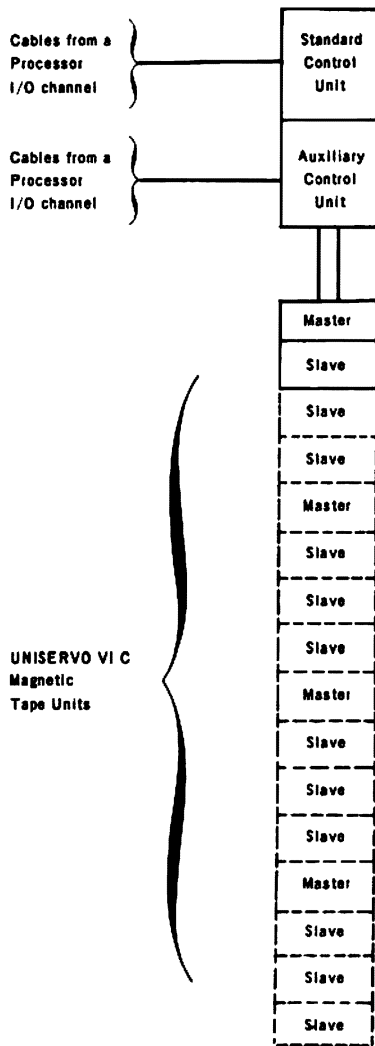 Cables from a
Processor
I/O channel
Standard
Control
Unit
Cables from a
Processor
I/O channel
Auxiliary
Control
Unit
Master
Slave
Slave
Slave
Master
Slave
Slave
Slave
Master
Slave
Slave
Slave
Master
Slave
Slave
Slave
UNISERVO VI C
Magnetic
Tape Units